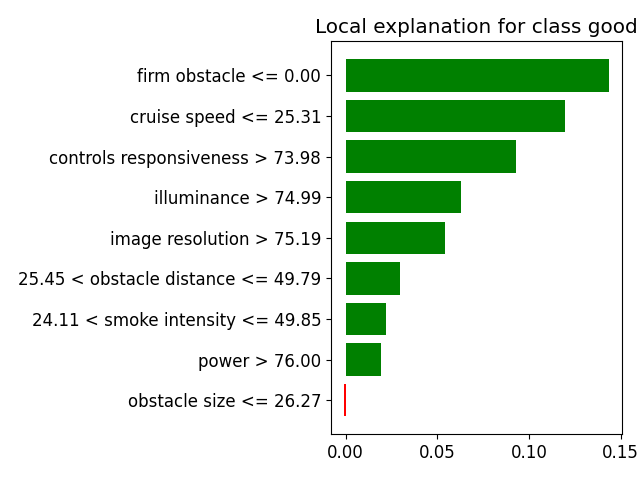 Local explanation for class good
firm obstacle <= 0.00
cruise speed <= 25.31
controls responsiveness > 73.98
illuminance > 74.99
image resolution > 75.19
25.45 < obstacle distance <= 49.79
24.11 < smoke intensity <= 49.85
power > 76.00
obstacle size <= 26.27
0.00 0.05 0.10 0.15